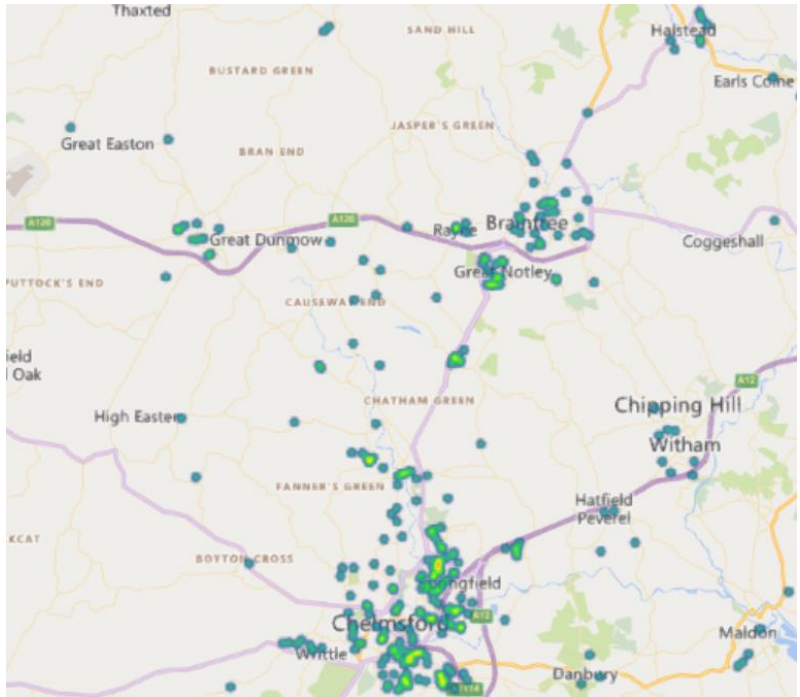 Thaxted
SAND HILL
Halstead
BUSTARD GREEN
Earls Colne
JASPER'S GREEN
Great Easton
BRAN END
A120
A120
Rayne
Braintree
Great Dunmow
Coggeshall
Great Notley
PUTTOCK'S END
CAUSEWAY END
ield
Oak
A12
CHATHAM GREEN
Chipping Hill
High Easter
Witham
FANNER'S GREEN
Hatfield
Peverel
KCAT
BOYTON CROSS
Springfield
A12
Chelmsford
Maldon
Writtle
Danbury